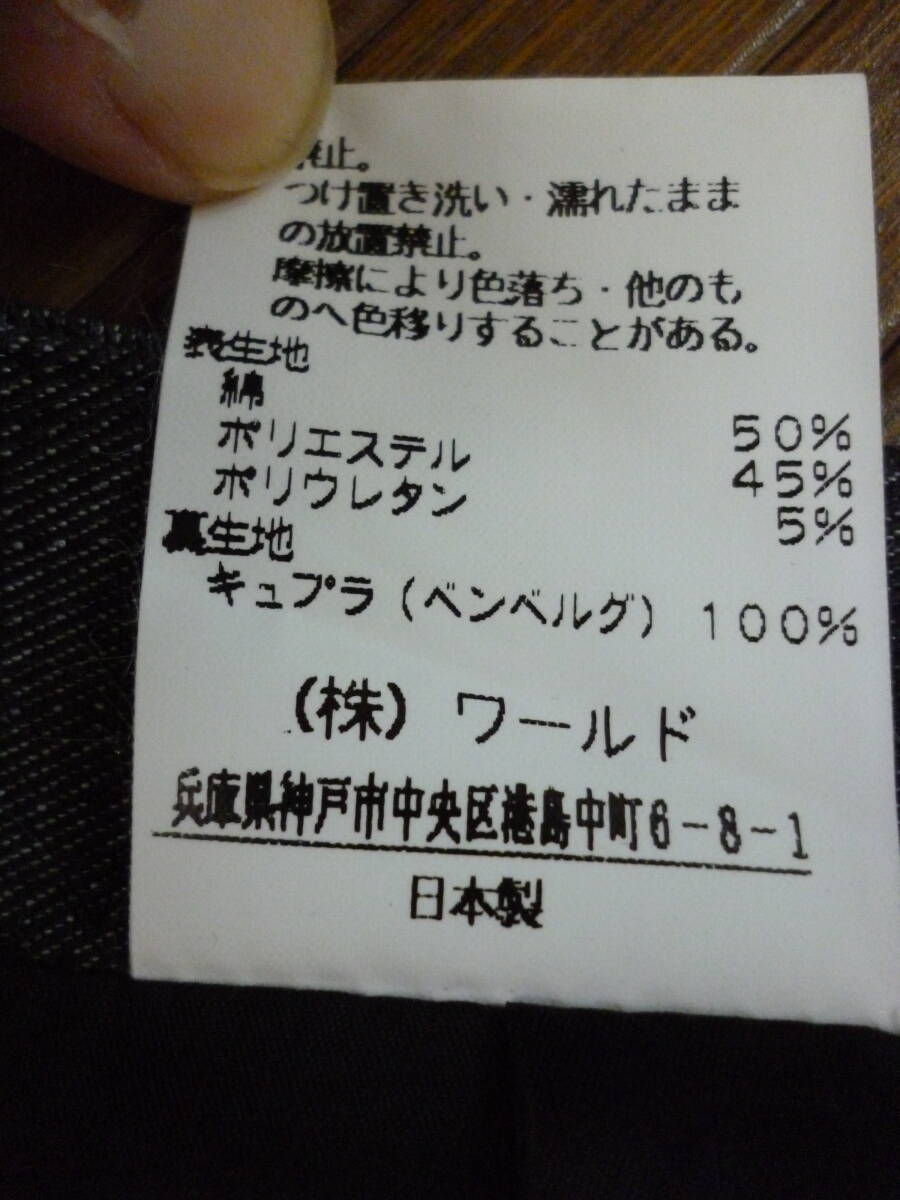 禁止。
つけ置き洗い・濡れたまま
の放置禁止。
摩擦により色落ち・他のも
のへ色移りすることがある。
表生地
綿 50%
ポリエステル 45%
ポリウレタン 5%
裏生地
キュプラ(ベンベルグ) 100%
(株) ワールド
兵庫県神戸市中央区港島中町6-8-1
日本製